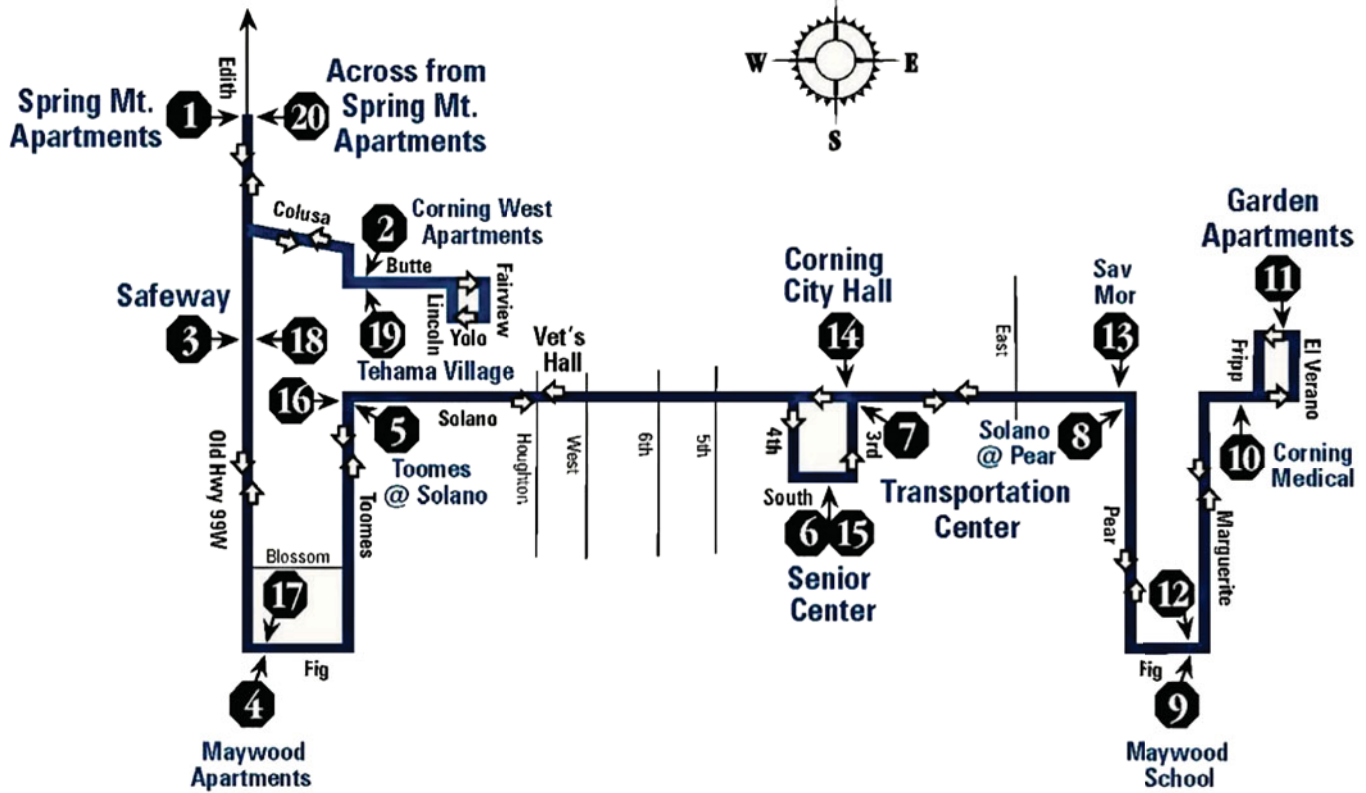 Edith
Spring Mt.
Apartments
1
20
Across from
Spring Mt.
Apartments
W
E
S
Colusa
2
Corning West
Apartments
Butte
Lincoln
Fairview
Yolo
Safeway
3
18
19
Tehama Village
16
5
Toomes
@ Solano
Solano
Vet's
Hall
Houghton
West
6th
5th
4th
3rd
South
Corning
City Hall
14
7
Transportation
Center
6
15
Senior
Center
East
Sav
Mor
13
Solano
@ Pear
8
Garden
Apartments
11
Fripp
El Verano
10
Corning
Medical
Pear
Marguerite
12
Fig
9
Maywood
School
Old Hwy 99W
Toomes
Blossom
17
Fig
4
Maywood
Apartments